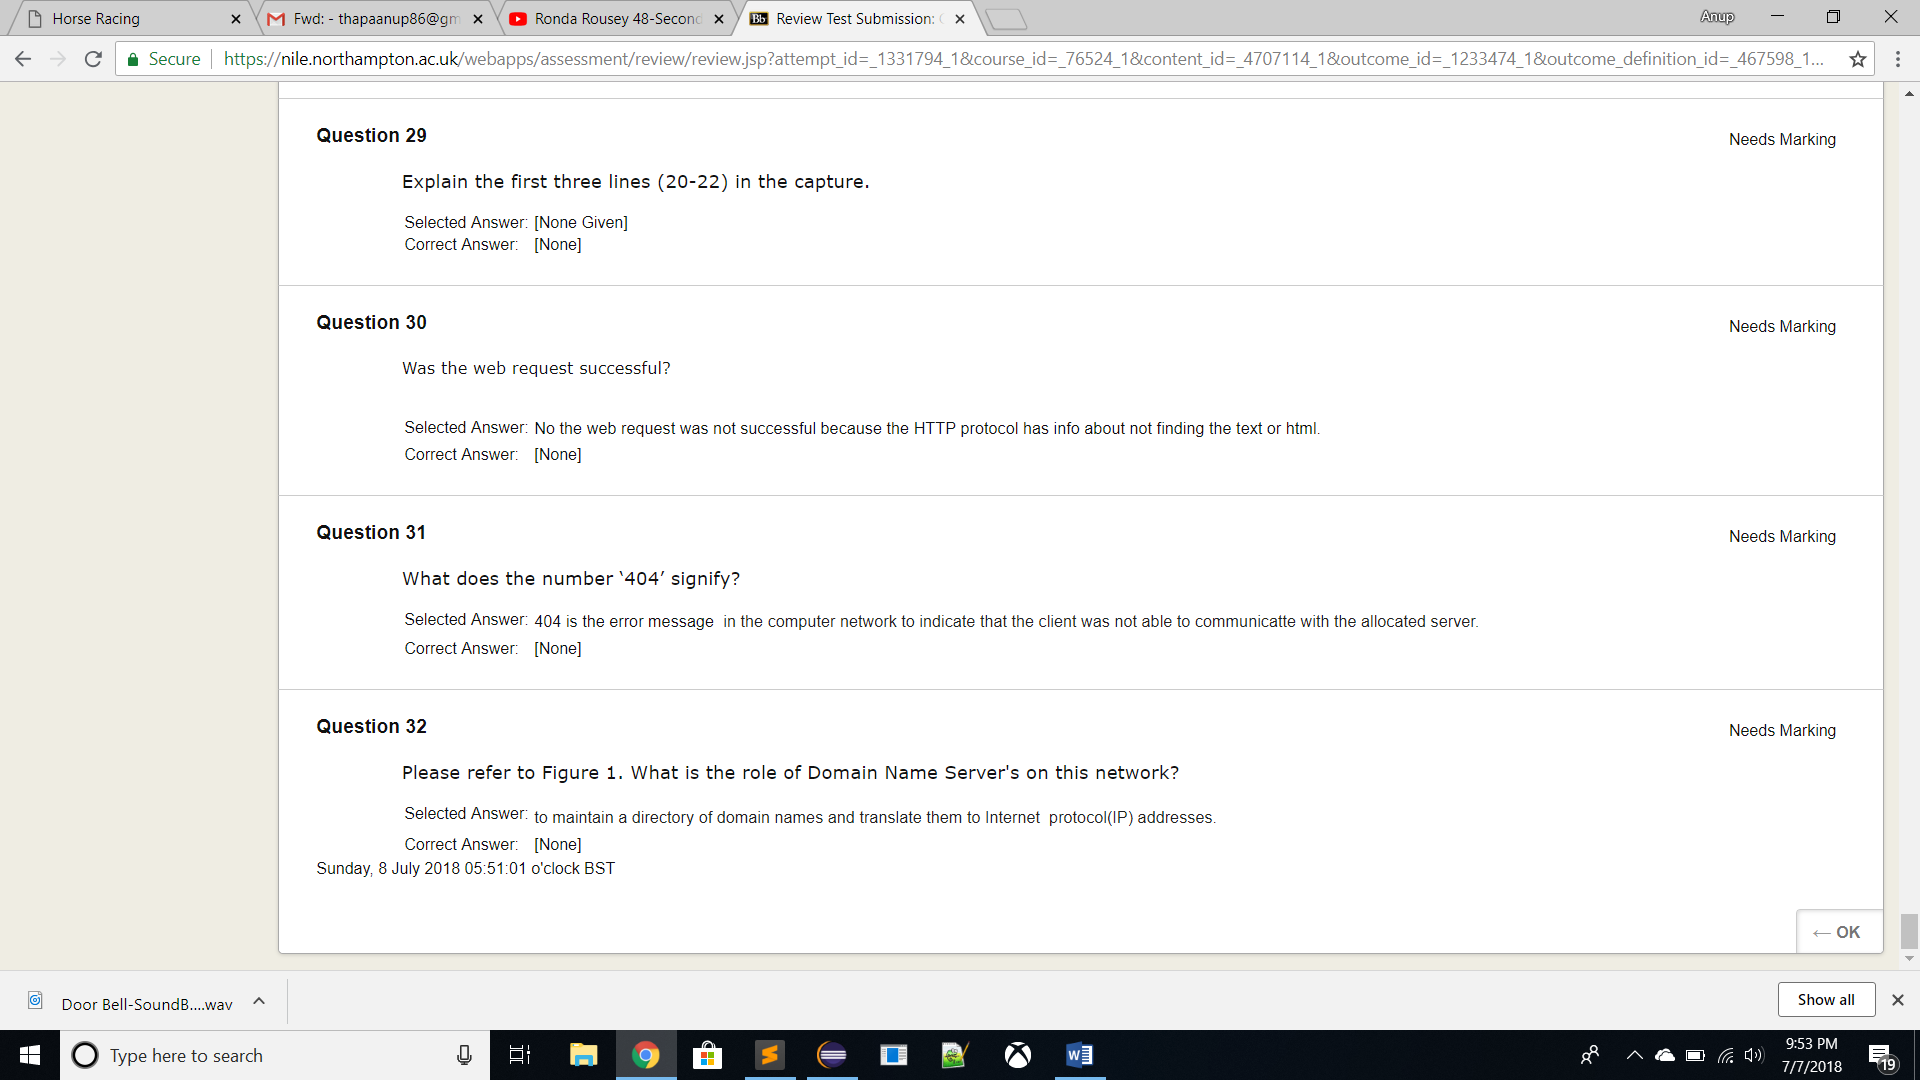 Horse Racing
Fwd: - thapaanup86@gm
Ronda Rousey 48-Second
Bb Review Test Submission:
Anup
Secure https://nile.northampton.ac.uk/webapps/assessment/review/review.jsp?attempt_id=_1331794_1&course_id=_76524_1&content_id=_4707114_1&outcome_id=_1233474_1&outcome_definition_id=_467598_1...
Question 29
Needs Marking
Explain the first three lines (20-22) in the capture.
Selected Answer: [None Given]
Correct Answer: [None]
Question 30
Needs Marking
Was the web request successful?
Selected Answer: No the web request was not successful because the HTTP protocol has info about not finding the text or html.
Correct Answer: [None]
Question 31
Needs Marking
What does the number ‘404’ signify?
Selected Answer: 404 is the error message in the computer network to indicate that the client was not able to communicatte with the allocated server.
Correct Answer: [None]
Question 32
Needs Marking
Please refer to Figure 1. What is the role of Domain Name Server's on this network?
Selected Answer: to maintain a directory of domain names and translate them to Internet protocol(IP) addresses.
Correct Answer: [None]
Sunday, 8 July 2018 05:51:01 o'clock BST
← OK
Door Bell-SoundB....wav
Show all
Type here to search
9:53 PM
7/7/2018
19